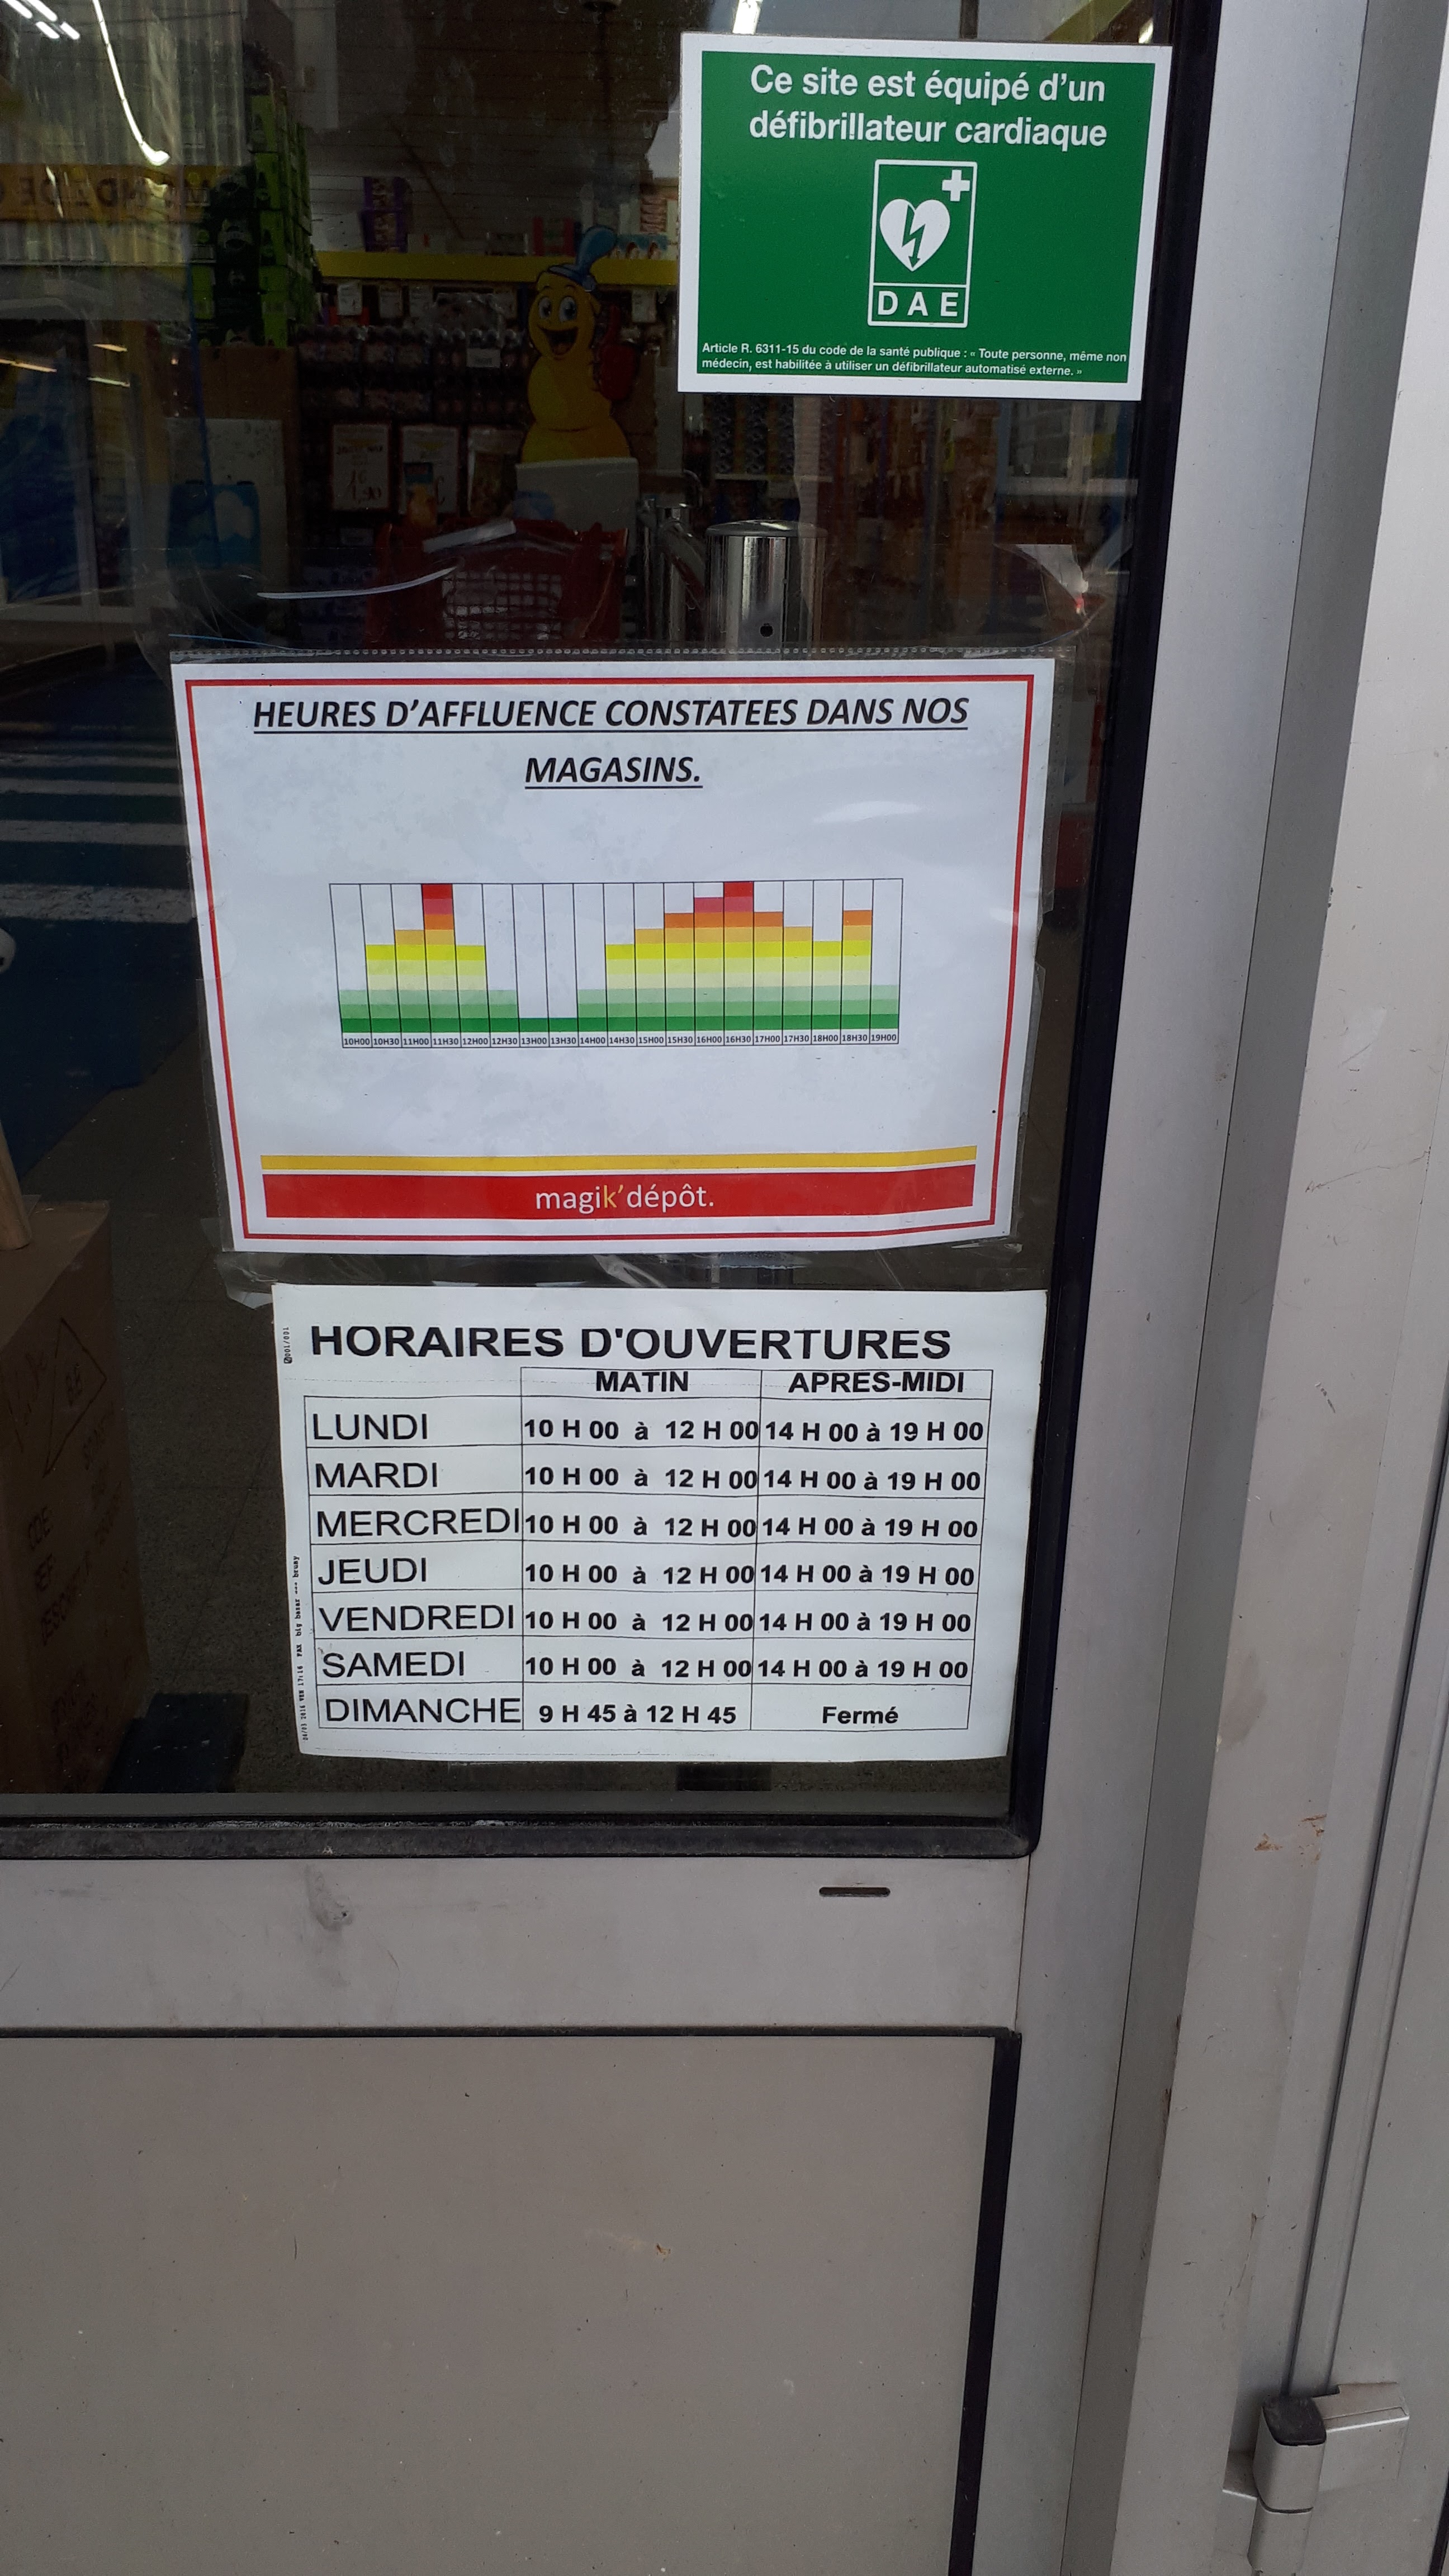 Ce site est équipé d'un
défibrillateur cardiaque
DAE
Article R. 6311-15 du code de la santé publique : « Toute personne, même non
médecin, est habilitée à utiliser un défibrillateur automatisé externe. »
HEURES D'AFFLUENCE CONSTATEES DANS NOS
MAGASINS.
10H00 10H30 11H00 11H30 12H00 12H30 13H00 13H30 14H00 14H30 15H00 15H30 16H00 16H30 17H00 17H30 18H00 18H30 19H00
magik'dépôt.
HORAIRES D'OUVERTURES
MATIN APRES-MIDI
LUNDI 10 H 00 à 12 H 00 14 H 00 à 19 H 00
MARDI 10 H 00 à 12 H 00 14 H 00 à 19 H 00
MERCREDI 10 H 00 à 12 H 00 14 H 00 à 19 H 00
JEUDI 10 H 00 à 12 H 00 14 H 00 à 19 H 00
VENDREDI 10 H 00 à 12 H 00 14 H 00 à 19 H 00
SAMEDI 10 H 00 à 12 H 00 14 H 00 à 19 H 00
DIMANCHE 9 H 45 à 12 H 45 Fermé